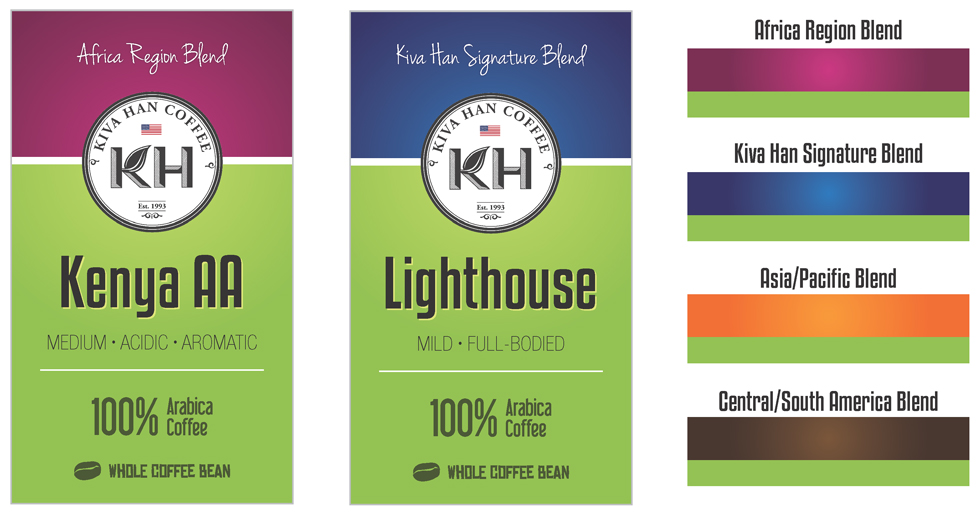 Africa Region Blend
KIVA HAN COFFEE
KH
Est. 1993
Kenya AA
MEDIUM • ACIDIC • AROMATIC
100% Arabica
Coffee
WHOLE COFFEE BEAN
Kiva Han Signature Blend
KIVA HAN COFFEE
KH
Est. 1993
Lighthouse
MILD • FULL-BODIED
100% Arabica
Coffee
WHOLE COFFEE BEAN
Africa Region Blend
Kiva Han Signature Blend
Asia/Pacific Blend
Central/South America Blend